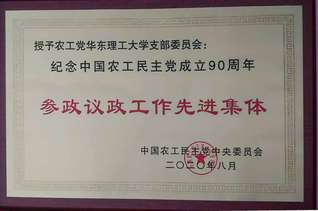 授予农工党华东理工大学支部委员会：
纪念中国农工民主党成立90周年
参政议政工作先进集体
中国农工民主党中央委员会
二〇二〇年八月